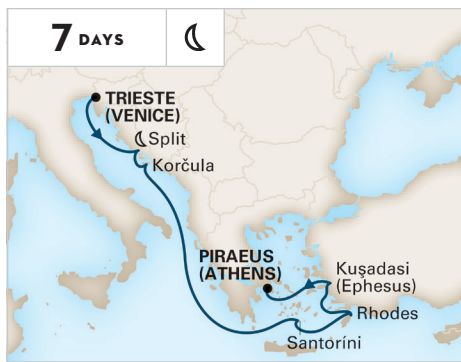 7 DAYS
TRIESTE
(VENICE)
Split
Korčula
PIRAEUS
(ATHENS)
Kuşadasi
(Ephesus)
Rhodes
Santoríni